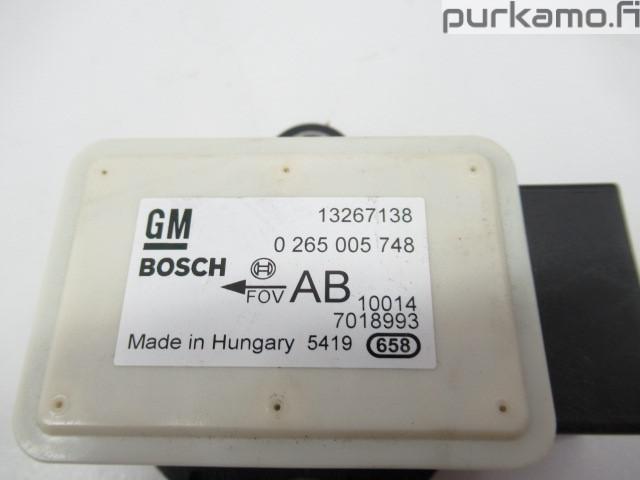 purkamo.fi
GM
13267138
0 265 005 748
BOSCH
FOV
AB
10014
7018993
Made in Hungary 5419 658